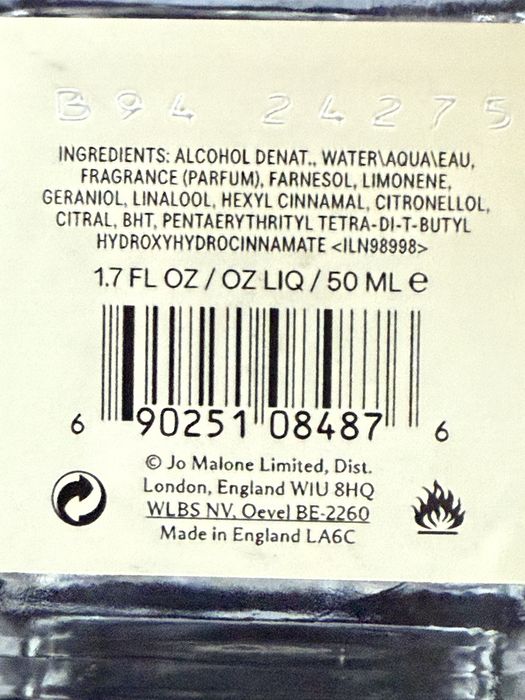 B94 24275
INGREDIENTS: ALCOHOL DENAT., WATER\AQUA\EAU,
FRAGRANCE (PARFUM), FARNESOL, LIMONENE,
GERANIOL, LINALOOL, HEXYL CINNAMAL, CITRONELLOL,
CITRAL, BHT, PENTAERYTHRITYL TETRA-DI-T-BUTYL
HYDROXYHYDROCINNAMATE <ILN98998>
1.7 FL OZ / OZ LIQ / 50 ML e
6 90251 08487 6
© Jo Malone Limited, Dist.
London, England W1U 8HQ
WLBS NV. Oevel BE-2260
Made in England LA6C